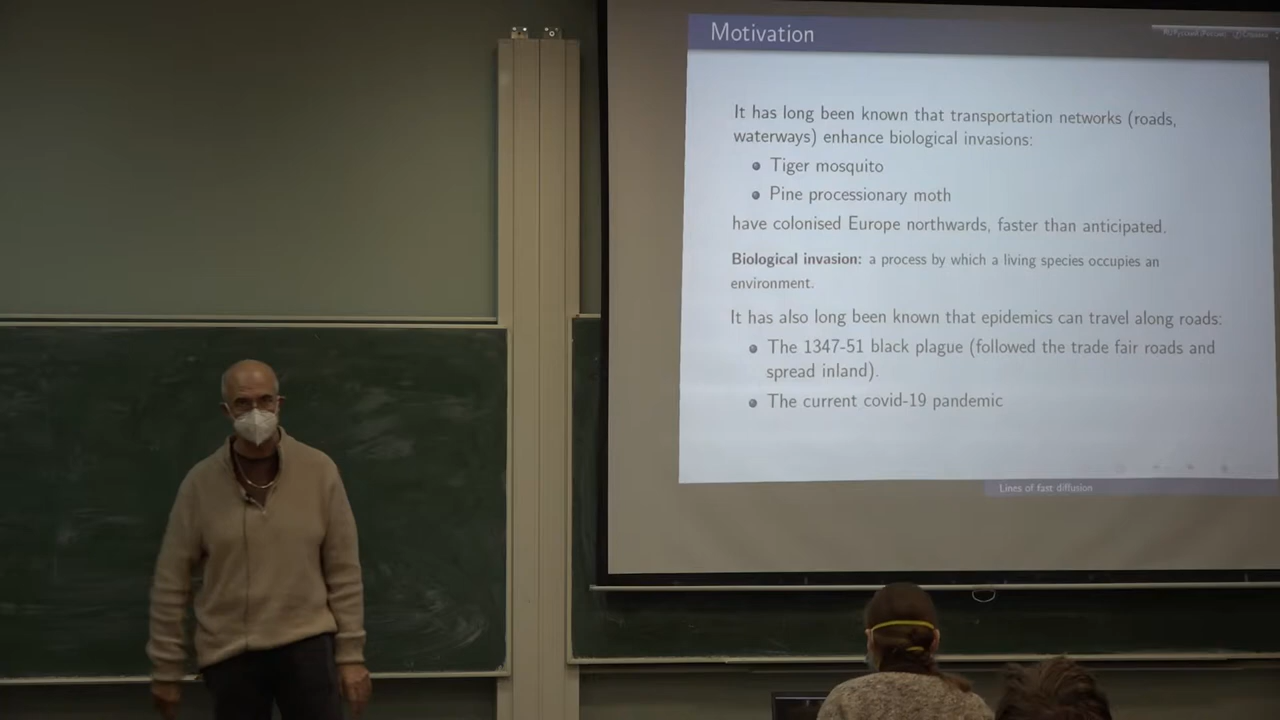 Motivation
It has long been known that transportation networks (roads,
waterways) enhance biological invasions:
Tiger mosquito
Pine processionary moth
have colonised Europe northwards, faster than anticipated.
Biological invasion: a process by which a living species occupies an
environment.
It has also long been known that epidemics can travel along roads:
The 1347-51 black plague (followed the trade fair roads and
spread inland).
The current covid-19 pandemic
Lines of fast diffusion